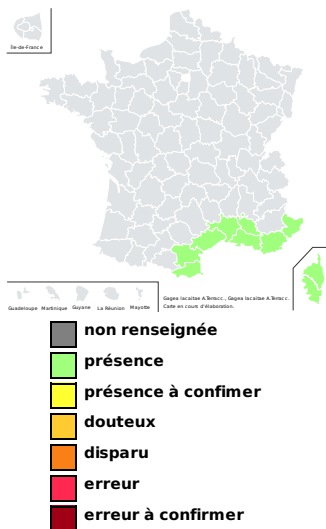 Île-de-France
Gagea lacaitae A.Terracc., Gagea lacaitae A.Terracc.
Carte en cours d'élaboration.
Guadeloupe Martinique Guyane La Réunion Mayotte
non renseignée
présence
présence à confimer
douteux
disparu
erreur
erreur à confirmer